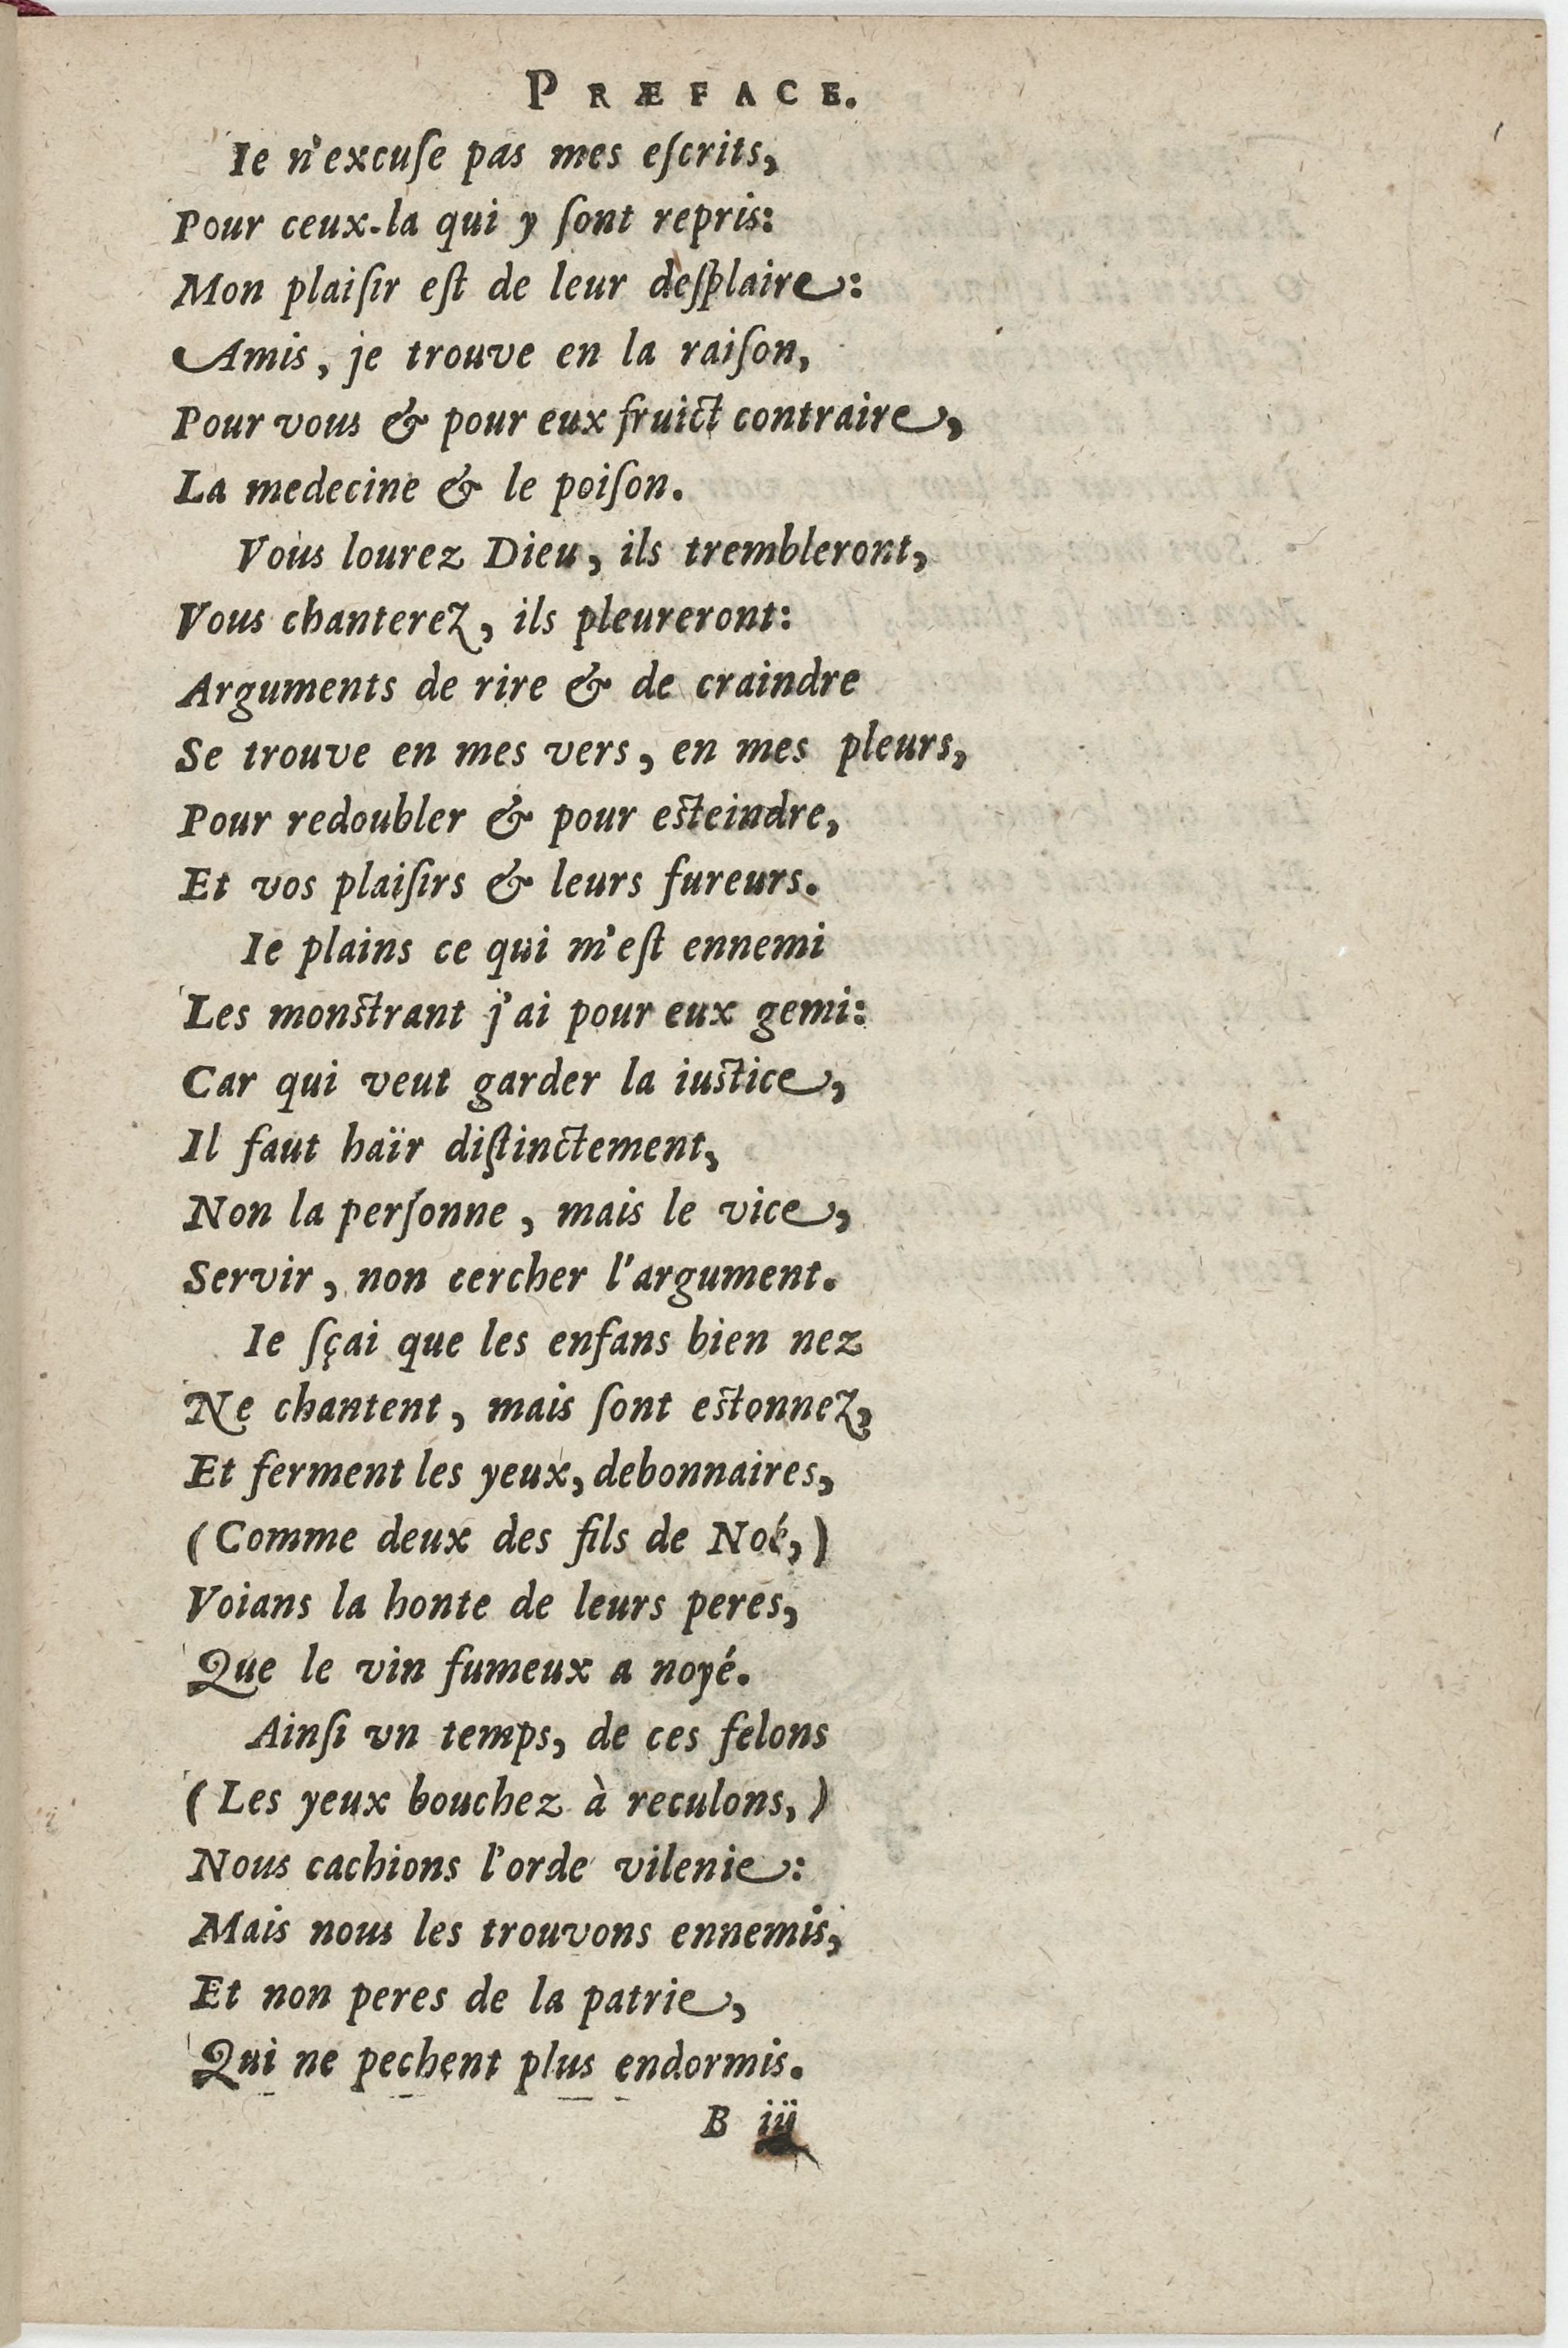 PRÆFACE.
Ie n'excuſe pas mes eſcrits,
Pour ceux-la qui y ſont repris:
Mon plaiſir eſt de leur deſplaire:
Amis, je trouve en la raiſon,
Pour vous & pour eux fruict contraire,
La medecine & le poiſon.
Vous lourez Dieu, ils trembleront,
Vous chanterez, ils pleureront:
Arguments de rire & de craindre
Se trouve en mes vers, en mes pleurs,
Pour redoubler & pour eſteindre,
Et vos plaiſirs & leurs fureurs.
Ie plains ce qui m'eſt ennemi
Les monſtrant j'ai pour eux gemi:
Car qui veut garder la iuſtice,
Il faut haïr diſtinctement,
Non la perſonne, mais le vice,
Servir, non cercher l'argument.
Ie ſçai que les enfans bien nez
Ne chantent, mais ſont eſtonnez,
Et ferment les yeux, debonnaires,
(Comme deux des fils de Noé,)
Voians la honte de leurs peres,
Que le vin fumeux a noyé.
Ainſi vn temps, de ces felons
(Les yeux bouchez à reculons,)
Nous cachions l'orde vilenie:
Mais nous les trouvons ennemis,
Et non peres de la patrie,
Qui ne pechent plus endormis.
B iij